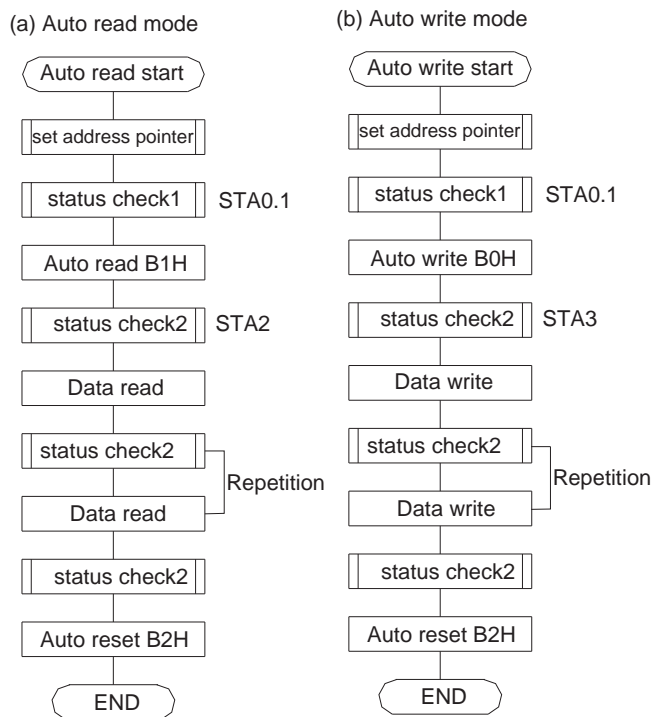 (a) Auto read mode
Auto read start
set address pointer
status check1 STA0.1
Auto read B1H
status check2 STA2
Data read
status check2
Repetition
Data read
status check2
Auto reset B2H
END
(b) Auto write mode
Auto write start
set address pointer
status check1 STA0.1
Auto write B0H
status check2 STA3
Data write
status check2
Repetition
Data write
status check2
Auto reset B2H
END